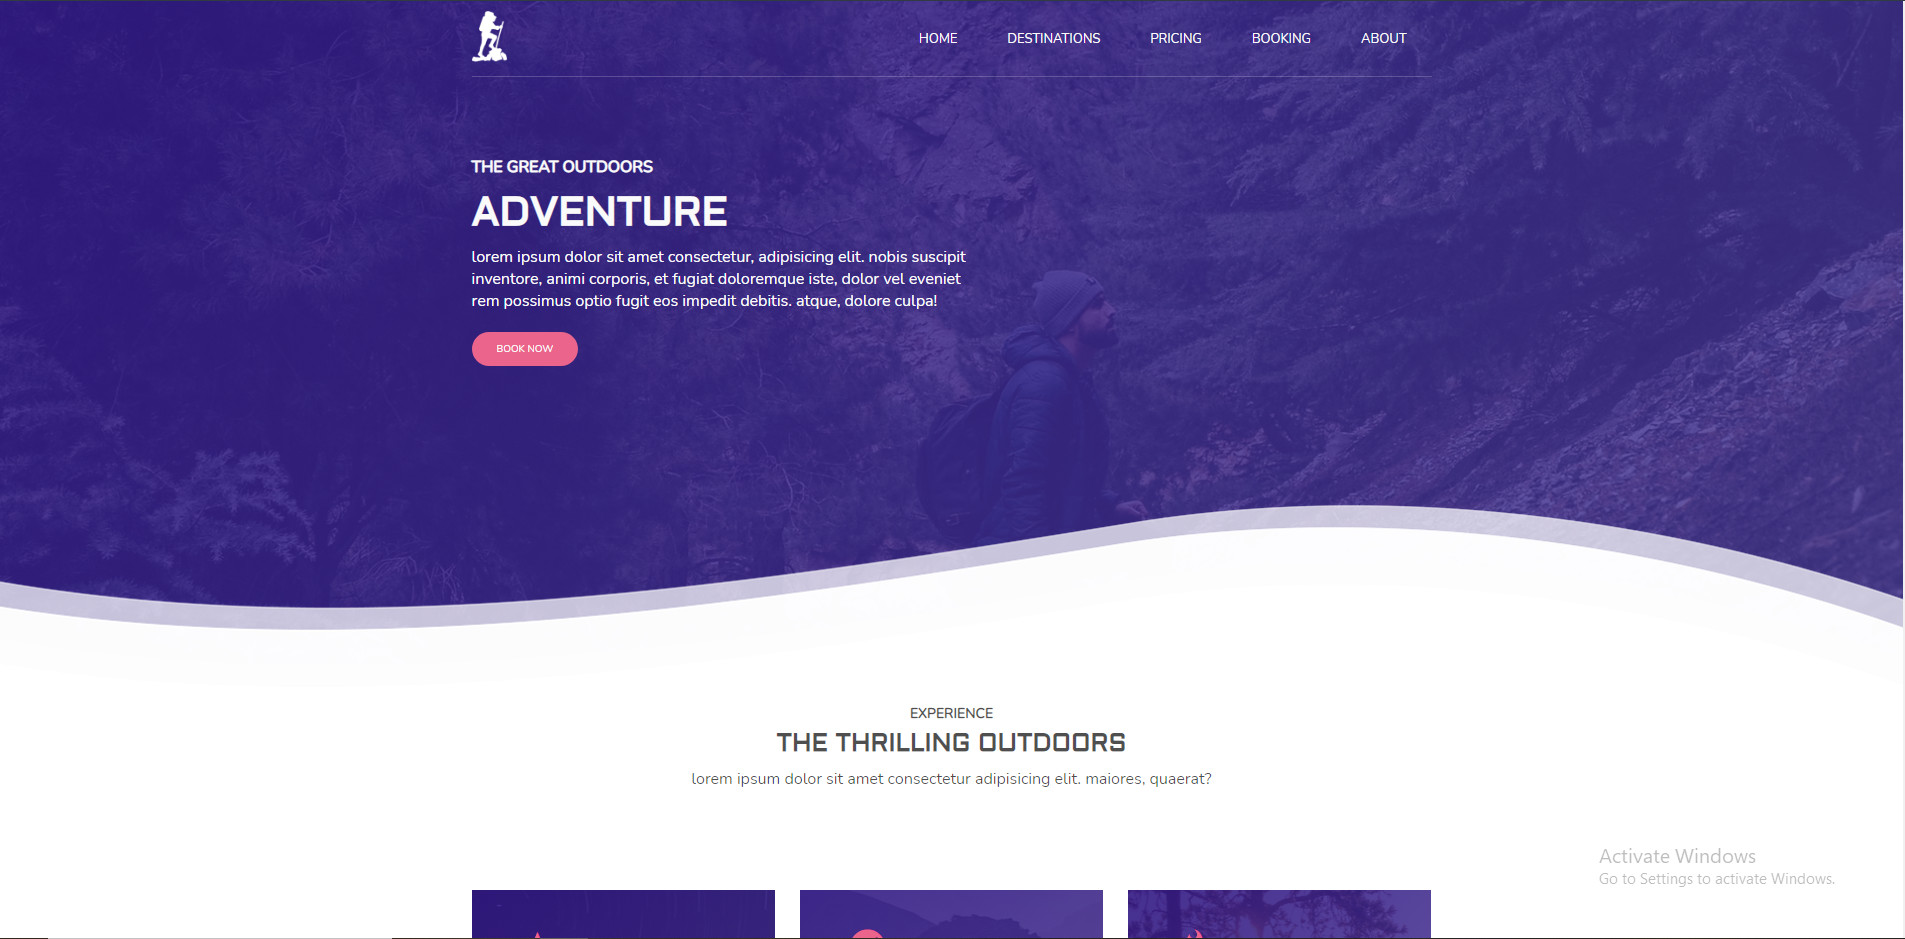 HOME DESTINATIONS PRICING BOOKING ABOUT
THE GREAT OUTDOORS
ADVENTURE
lorem ipsum dolor sit amet consectetur, adipisicing elit. nobis suscipit
inventore, animi corporis, et fugiat doloremque iste, dolor vel eveniet
rem possimus optio fugit eos impedit debitis. atque, dolore culpa!
BOOK NOW
EXPERIENCE
THE THRILLING OUTDOORS
lorem ipsum dolor sit amet consectetur adipisicing elit. maiores, quaerat?
Activate Windows
Go to Settings to activate Windows.